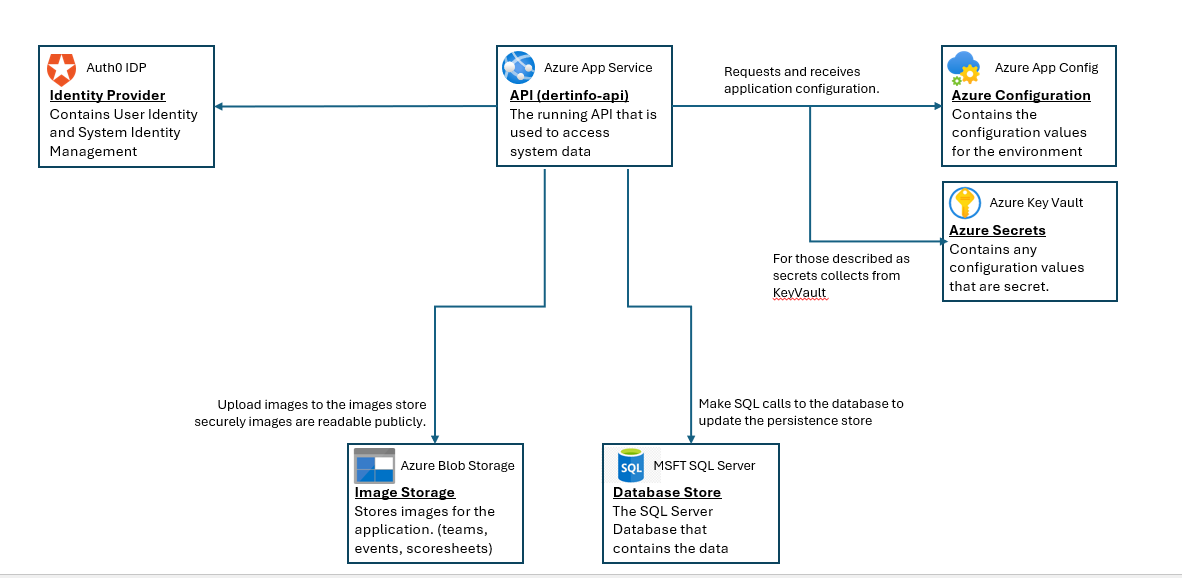 Auth0 IDP
Identity Provider
Contains User Identity
and System Identity
Management
Azure App Service
API (dertinfo-api)
The running API that is
used to access
system data
Requests and receives
application configuration.
Azure App Config
Azure Configuration
Contains the
configuration values
for the environment
Azure Key Vault
Azure Secrets
Contains any
configuration values
that are secret.
For those described as
secrets collects from
KeyVault
Upload images to the images store
securely images are readable publicly.
Make SQL calls to the database to
update the persistence store
Azure Blob Storage
Image Storage
Stores images for the
application. (teams,
events, scoresheets)
SQL
MSFT SQL Server
Database Store
The SQL Server
Database that
contains the data